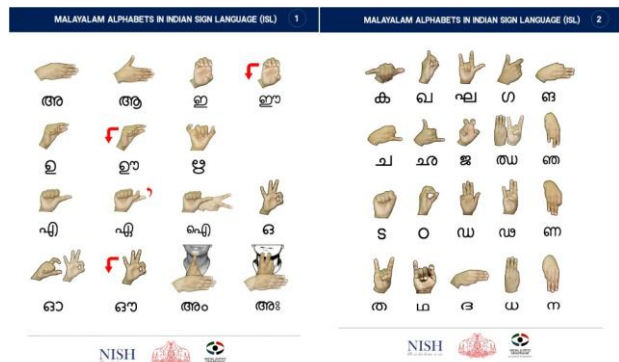 MALAYALAM ALPHABETS IN INDIAN SIGN LANGUAGE (ISL) 1
അ ആ ഇ ഈ
ഉ ഊ ഋ
എ ഏ ഐ ഒ
ഓ ഔ അം അഃ
NISH
MALAYALAM ALPHABETS IN INDIAN SIGN LANGUAGE (ISL) 2
ക ഖ ഘ ഗ ങ
ച ഛ ജ ഝ ഞ
ട ഠ ഡ ഢ ണ
ത ഥ ദ ധ ന
NISH